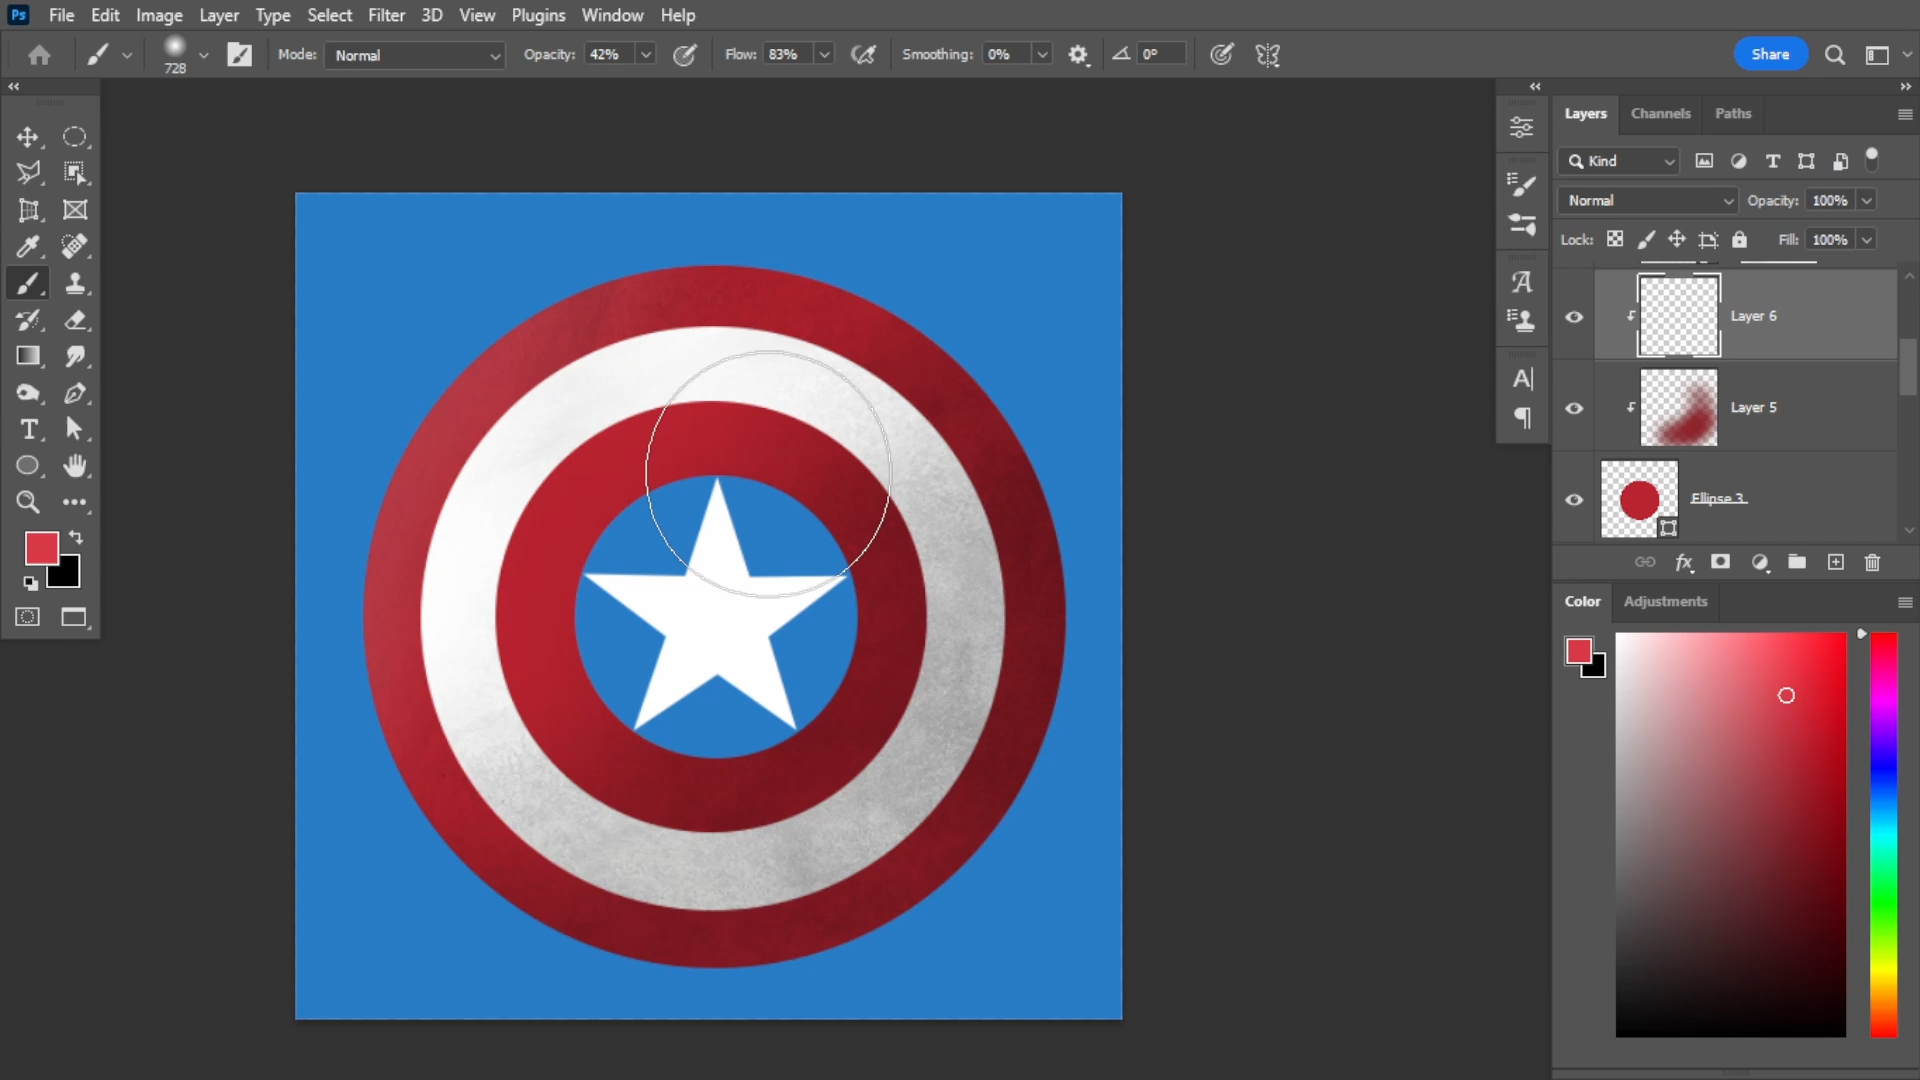 Ps File Edit Image Layer Type Select Filter 3D View Plugins Window Help
728 Mode: Normal Opacity: 42% Flow: 83% Smoothing: 0% 0° Share
Layers Channels Paths
Kind
Normal Opacity: 100%
Lock: Fill: 100%
Layer 6
Layer 5
Ellipse 3
fx
Color Adjustments